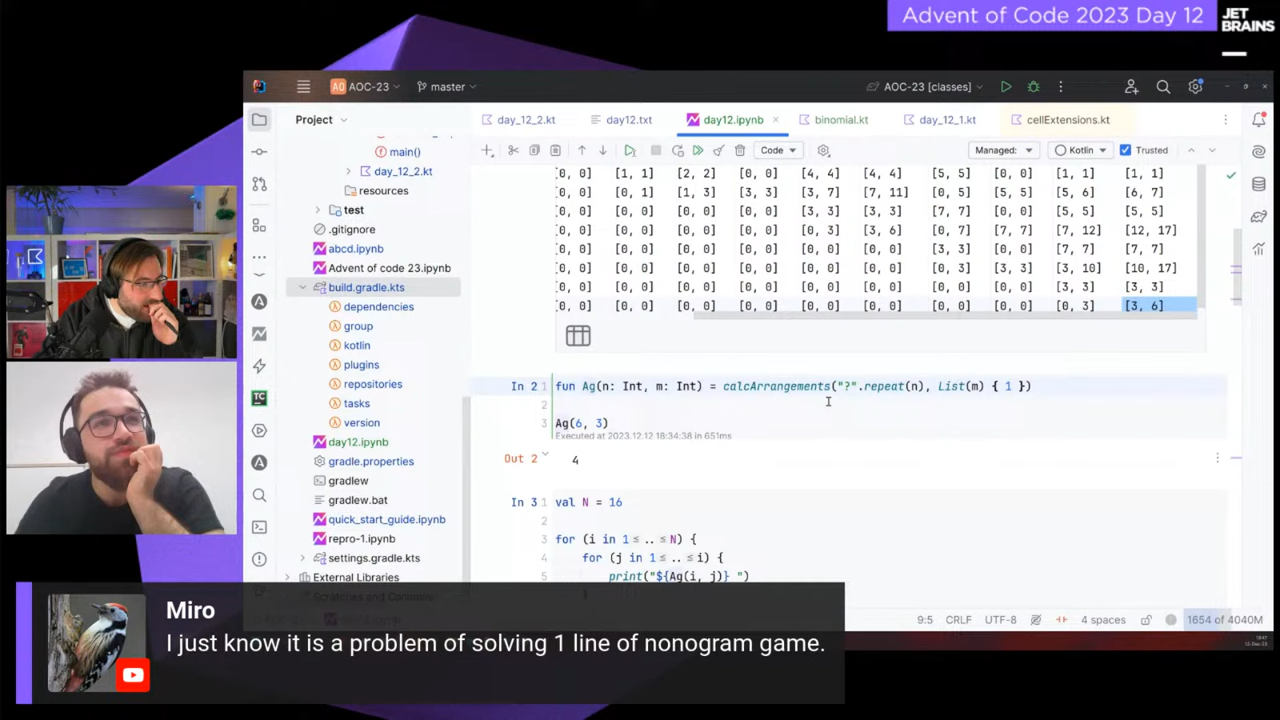 Advent of Code 2023 Day 12
JET
BRAINS
AO AOC-23
master
AOC-23 [classes]
Project
day_12_2.kt
day12.txt
day12.ipynb
binomial.kt
day_12_1.kt
cellExtensions.kt
Code
Managed:
Kotlin
Trusted
main()
day_12_2.kt
resources
test
.gitignore
abcd.ipynb
Advent of code 23.ipynb
build.gradle.kts
dependencies
group
kotlin
plugins
repositories
tasks
version
day12.ipynb
gradle.properties
gradlew
gradlew.bat
quick_start_guide.ipynb
repro-1.ipynb
settings.gradle.kts
External Libraries
Scratches and Consoles
[0, 0] [1, 1] [2, 2] [0, 0] [4, 4] [4, 4] [5, 5] [0, 0] [1, 1] [1, 1]
[0, 0] [0, 0] [1, 3] [3, 3] [3, 7] [7, 11] [0, 0] [5, 5] [5, 6] [6, 7]
[0, 0] [0, 0] [0, 0] [0, 0] [3, 3] [3, 3] [7, 7] [0, 0] [5, 5] [5, 5]
[0, 0] [0, 0] [0, 0] [0, 0] [0, 3] [3, 6] [0, 7] [7, 7] [7, 12] [12, 17]
[0, 0] [0, 0] [0, 0] [0, 0] [0, 0] [0, 0] [3, 3] [0, 0] [7, 7] [7, 7]
[0, 0] [0, 0] [0, 0] [0, 0] [0, 0] [0, 0] [0, 3] [3, 3] [3, 10] [10, 17]
[0, 0] [0, 0] [0, 0] [0, 0] [0, 0] [0, 0] [0, 0] [0, 0] [3, 3] [3, 3]
[0, 0] [0, 0] [0, 0] [0, 0] [0, 0] [0, 0] [0, 0] [0, 0] [0, 3] [3, 6]
In 2 1 fun Ag(n: Int, m: Int) = calcArrangements("?".repeat(n), List(m) { 1 })
2
3 Ag(6, 3)
Executed at 2023.12.12 18:34:38 in 651ms
Out 2 4
In 3 1 val N = 16
2
3 for (i in 1≤..≤N) {
4 for (j in 1≤..≤i) {
5 print("${Ag(i, j)} ")
TC
9:5 CRLF UTF-8 4 spaces 1654 of 4040M
Miro
I just know it is a problem of solving 1 line of nonogram game.